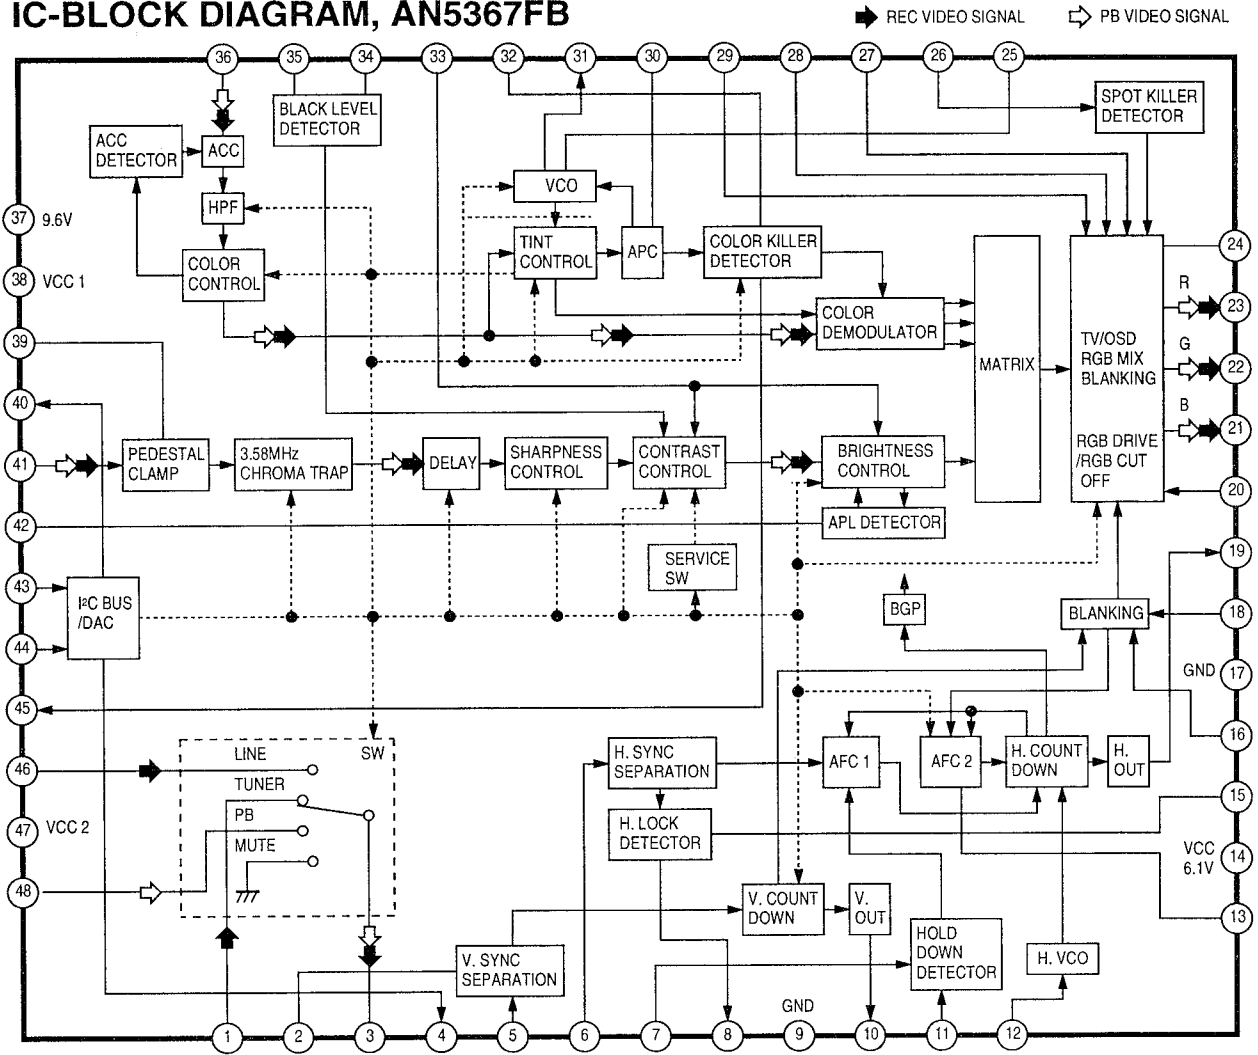 IC-BLOCK DIAGRAM, AN5367FB
REC VIDEO SIGNAL
PB VIDEO SIGNAL
36
35
34
33
32
31
30
29
28
27
26
25
BLACK LEVEL
DETECTOR
SPOT KILLER
DETECTOR
ACC
DETECTOR
ACC
VCO
HPF
37
9.6V
TINT
CONTROL
APC
COLOR KILLER
DETECTOR
24
COLOR
CONTROL
38
VCC 1
R
23
COLOR
DEMODULATOR
39
TV/OSD
RGB MIX
BLANKING
G
22
MATRIX
40
B
21
41
PEDESTAL
CLAMP
3.58MHz
CHROMA TRAP
DELAY
SHARPNESS
CONTROL
CONTRAST
CONTROL
BRIGHTNESS
CONTROL
RGB DRIVE
/RGB CUT
OFF
20
42
APL DETECTOR
19
SERVICE
SW
43
I²C BUS
/DAC
BGP
BLANKING
18
44
GND
17
45
16
SW
LINE
46
H. SYNC
SEPARATION
AFC 1
AFC 2
H. COUNT
DOWN
H.
OUT
TUNER
15
PB
47
VCC 2
H. LOCK
DETECTOR
MUTE
VCC
6.1V
14
48
V. COUNT
DOWN
V.
OUT
13
HOLD
DOWN
DETECTOR
V. SYNC
SEPARATION
H. VCO
GND
1
2
3
4
5
6
7
8
9
10
11
12